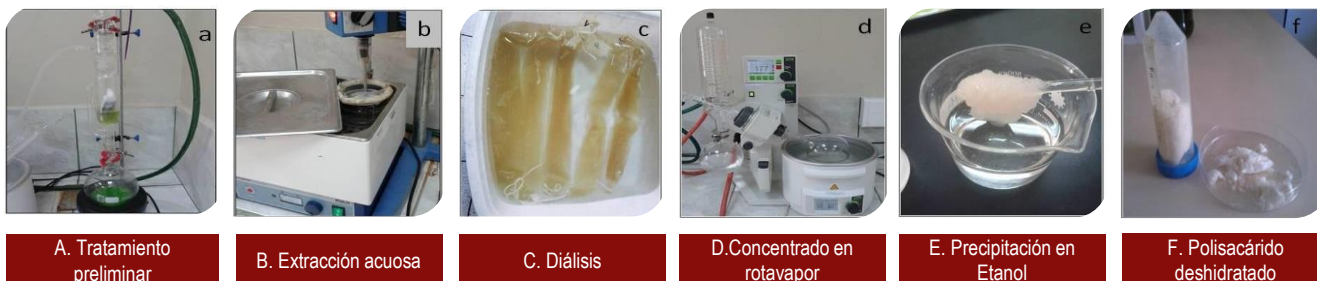 a
b
c
d
e
f
A. Tratamiento
preliminar
B. Extracción acuosa
C. Diálisis
D.Concentrado en
rotavapor
E. Precipitación en
Etanol
F. Polisacárido
deshidratado